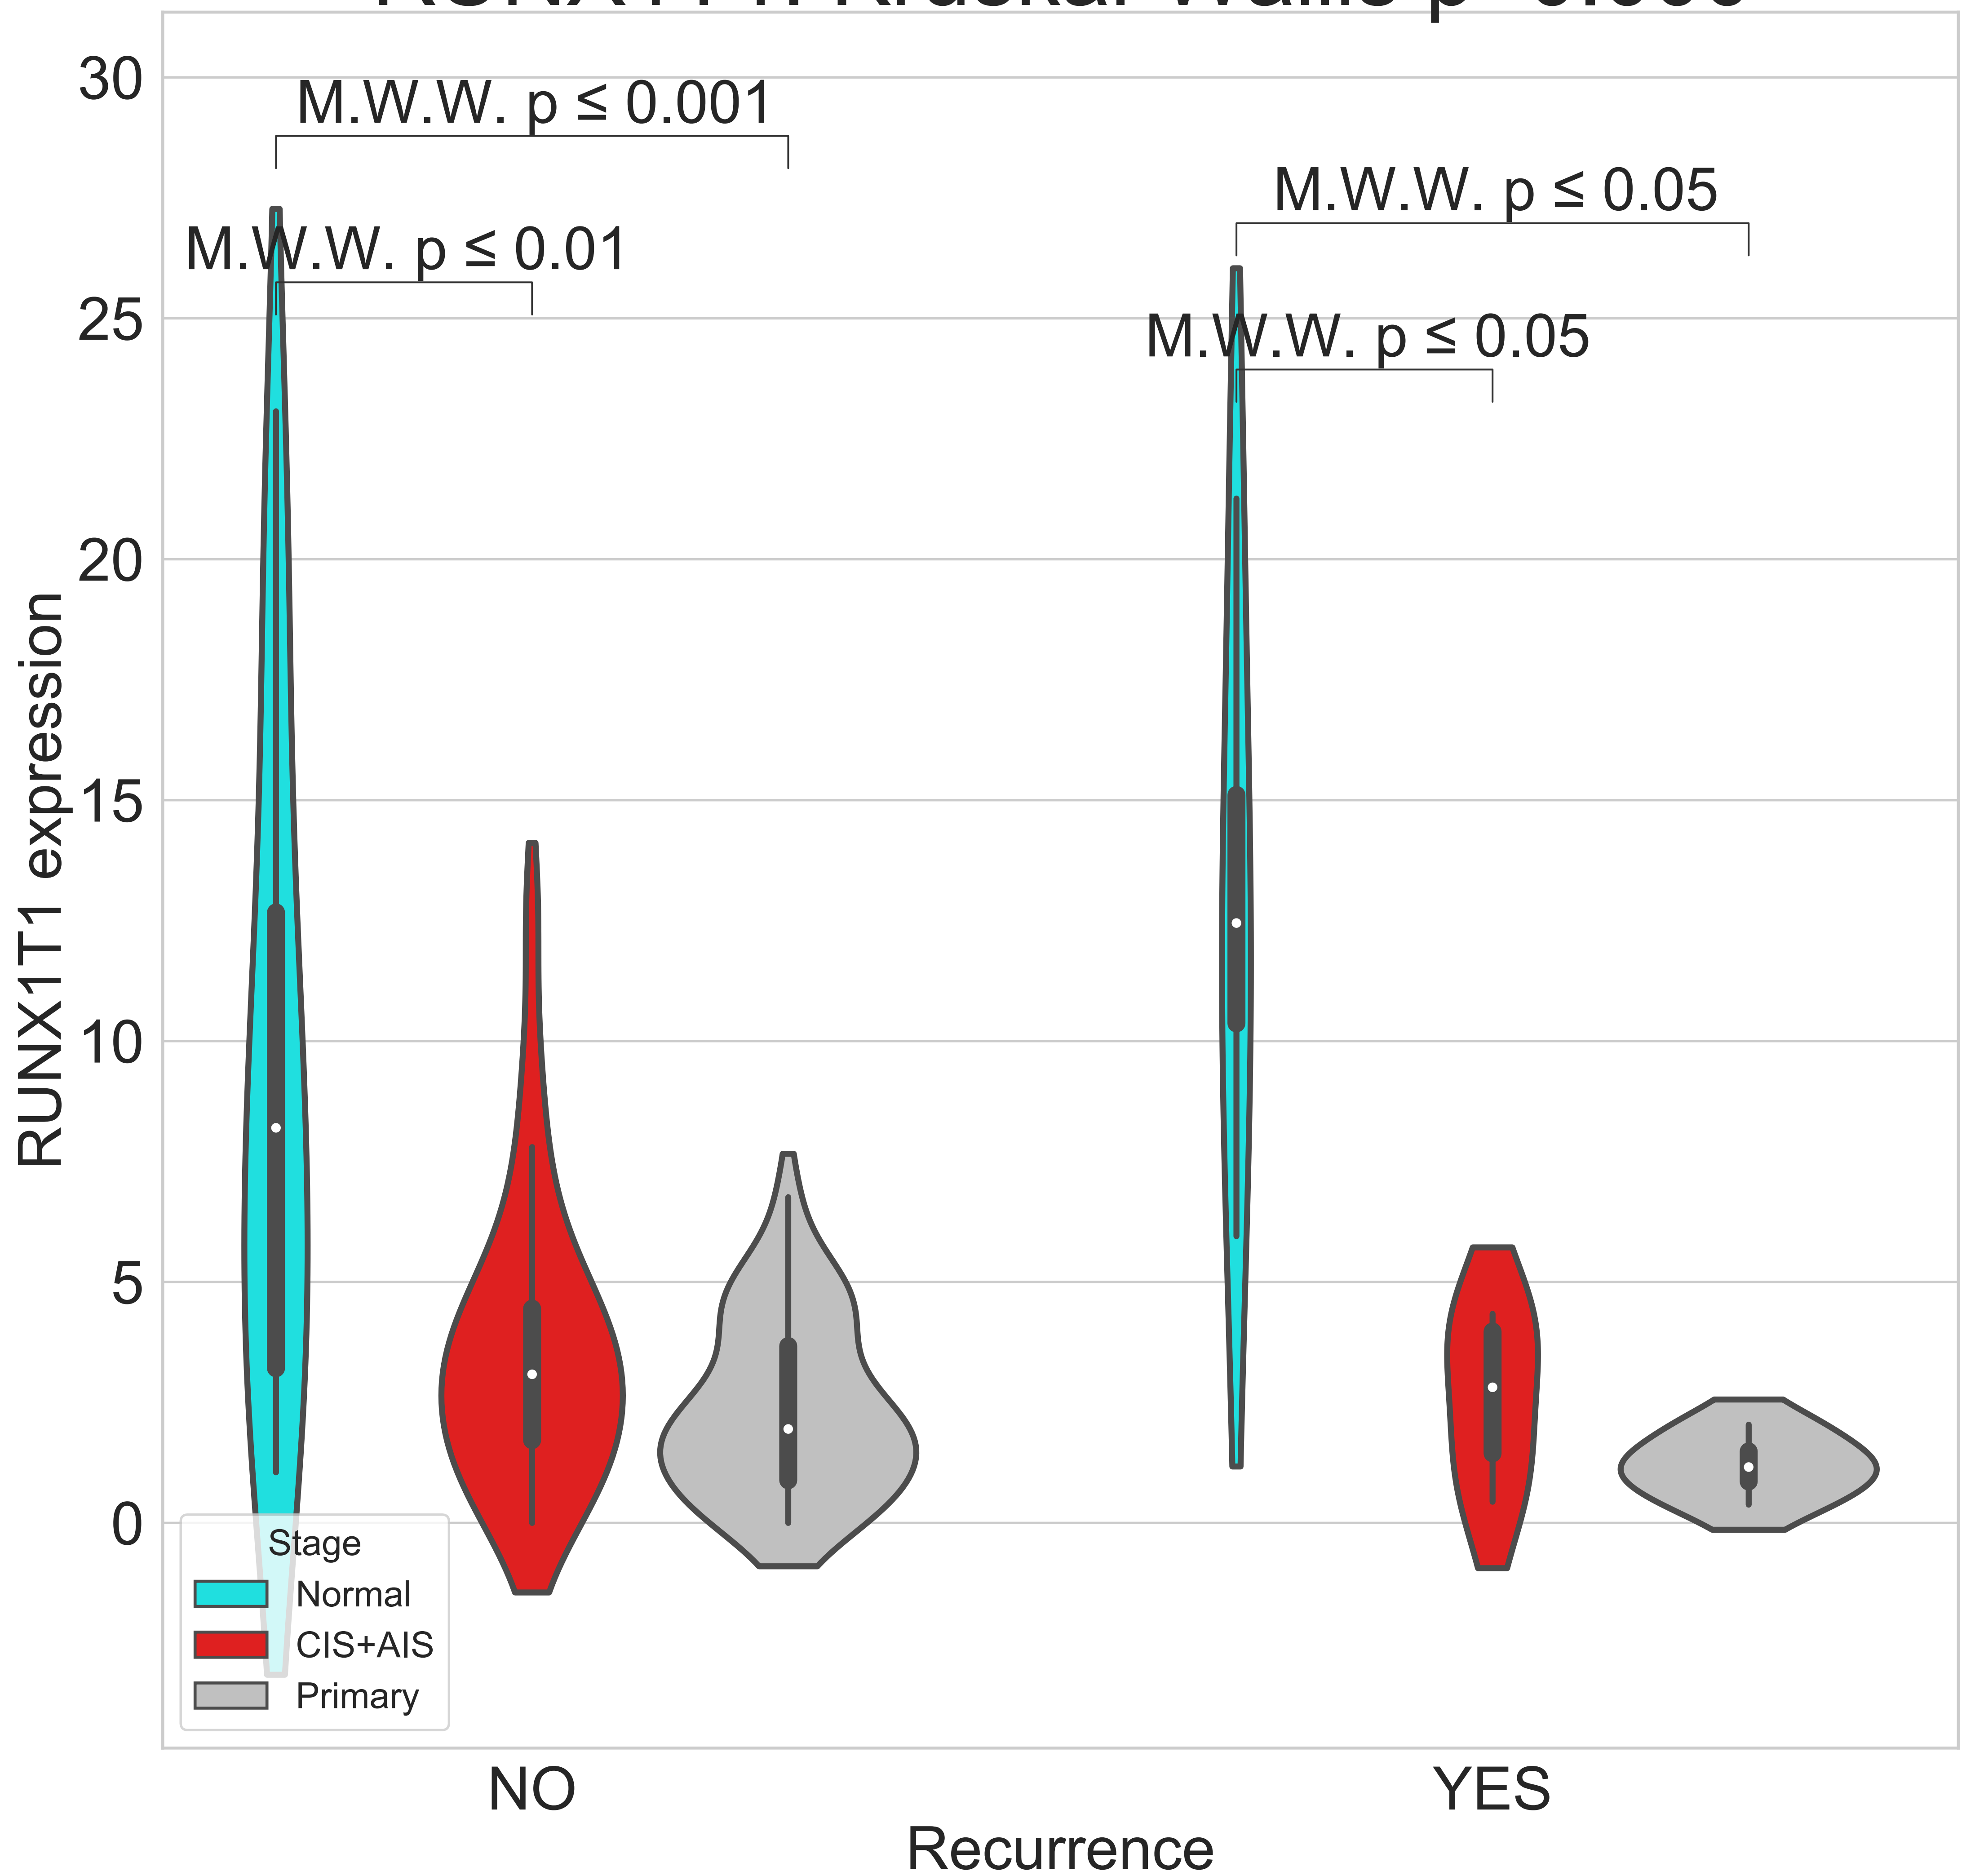 30
M.W.W. p ≤ 0.001
M.W.W. p ≤ 0.05
M.W.W. p ≤ 0.01
25
M.W.W. p ≤ 0.05
20
15
10
5
0
RUNX1T1 expression
Stage
Normal
CIS+AIS
Primary
NO
YES
Recurrence